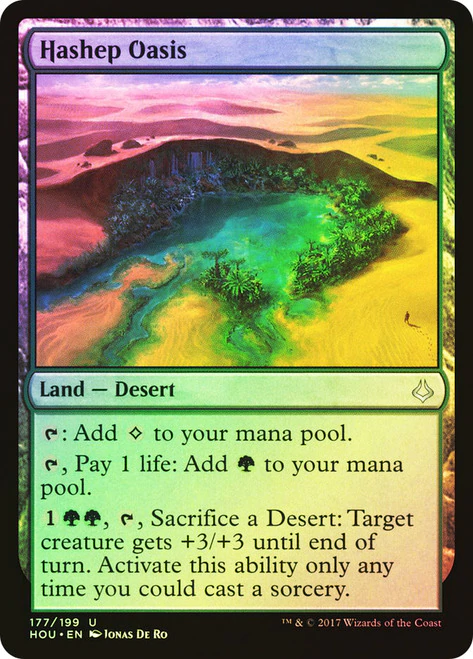 Hashep Oasis
Land — Desert
: Add to your mana pool.
, Pay 1 life: Add to your mana
pool.
1 , , Sacrifice a Desert: Target
creature gets +3/+3 until end of
turn. Activate this ability only any
time you could cast a sorcery.
177/199 U
HOU • EN Jonas De Ro
™ & © 2017 Wizards of the Coast